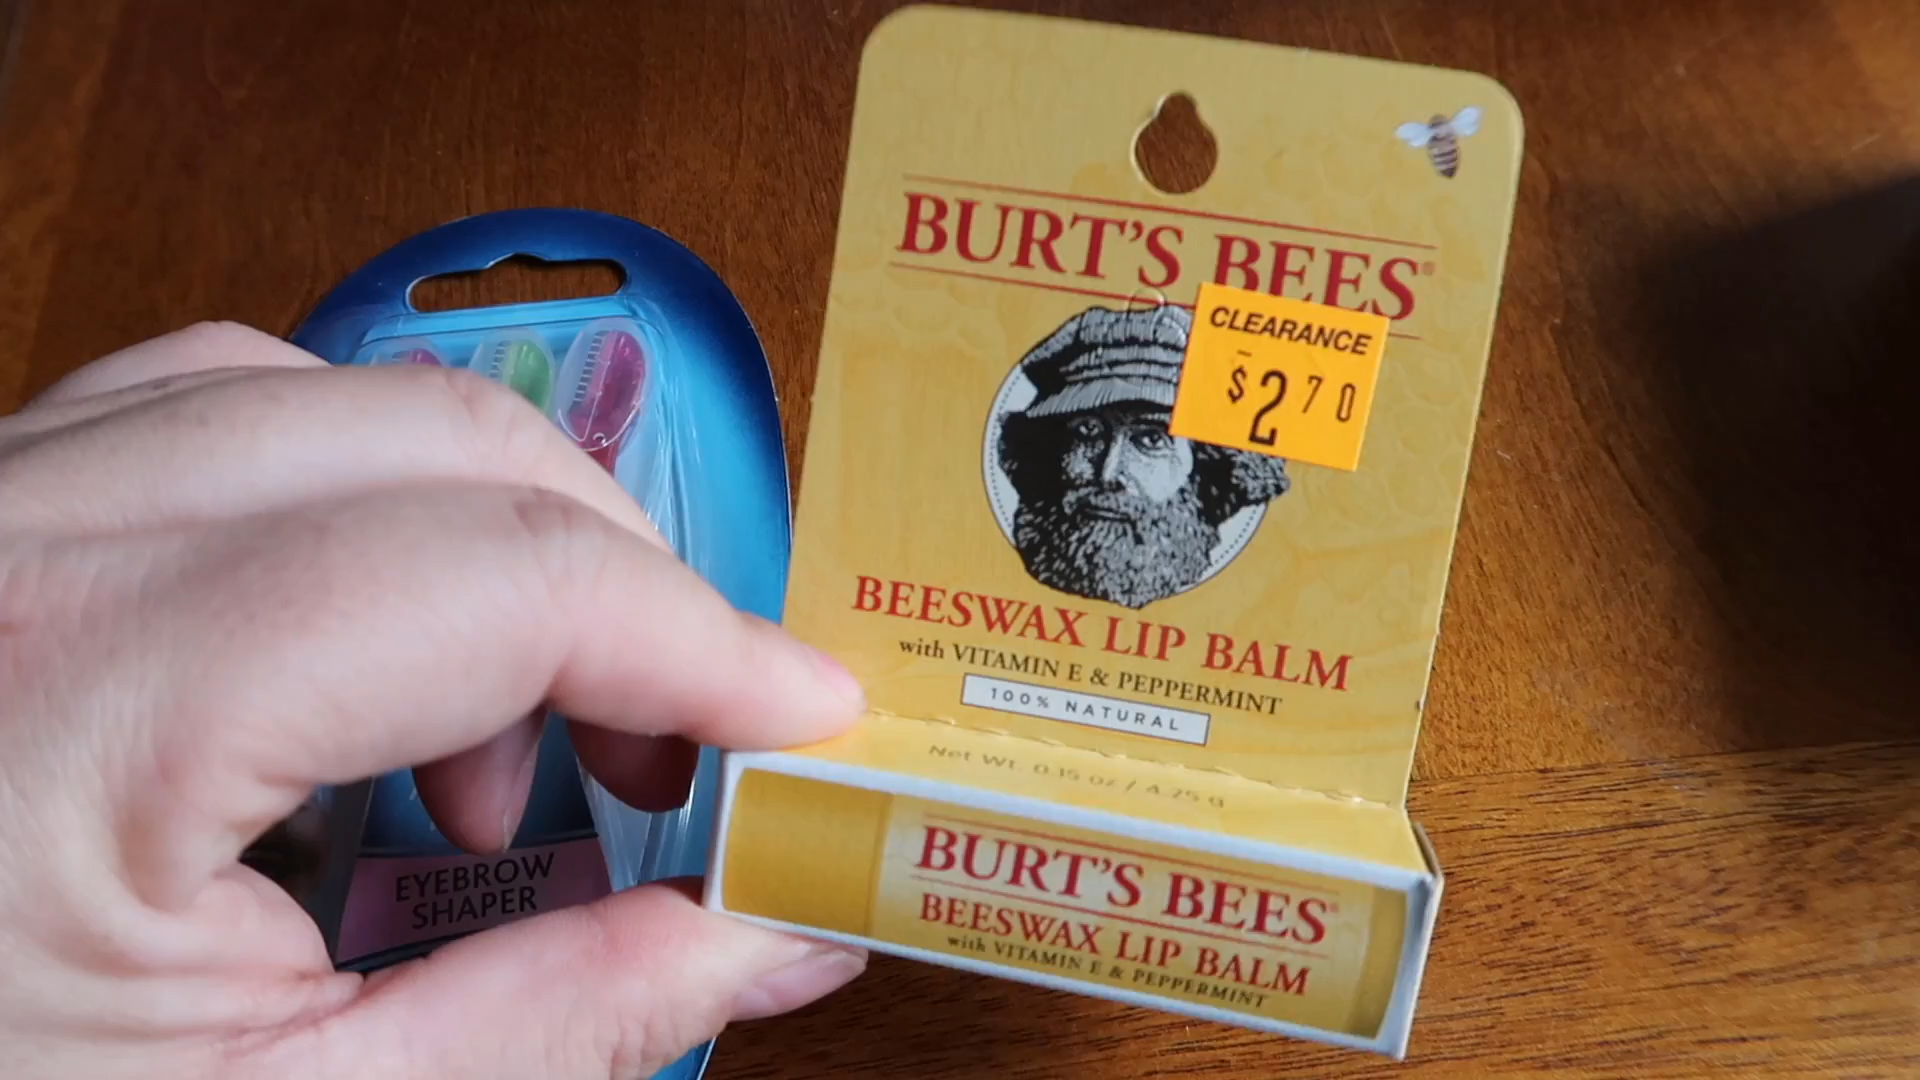 BURT'S BEES®
CLEARANCE
$2 70
BEESWAX LIP BALM
with VITAMIN E & PEPPERMINT
100% NATURAL
Net Wt. 0.15 oz / 4.25 g
BURT'S BEES®
BEESWAX LIP BALM
with VITAMIN E & PEPPERMINT
EYEBROW
SHAPER